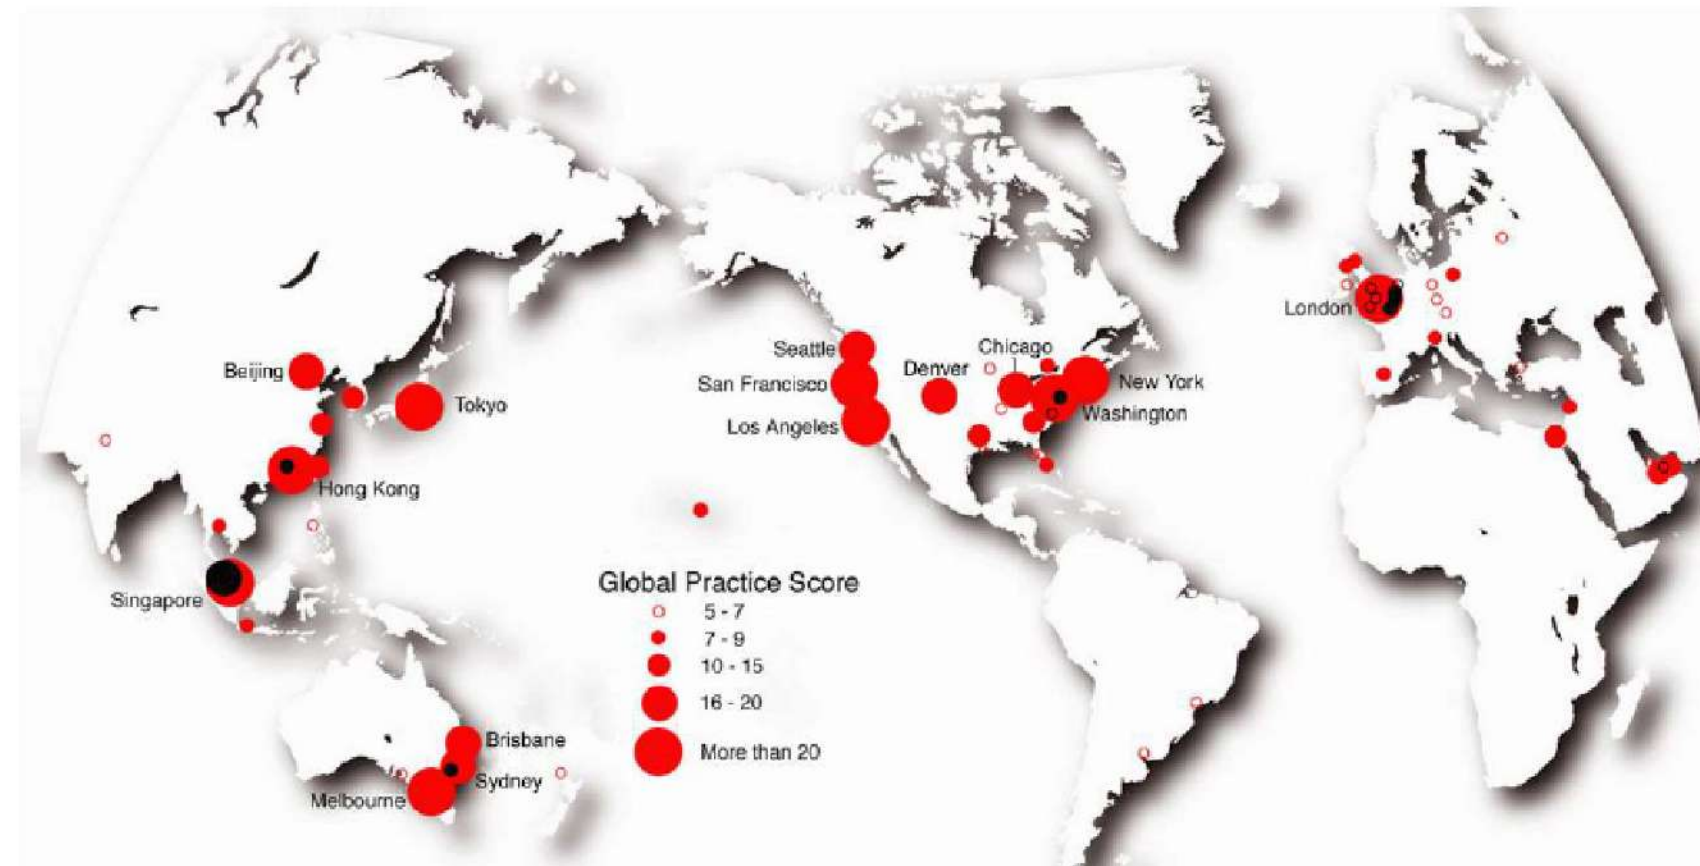 London
Seattle
Chicago
Beijing
Denver
San Francisco
New York
Tokyo
Washington
Los Angeles
Hong Kong
Global Practice Score
Singapore
5 - 7
7 - 9
10 - 15
16 - 20
Brisbane
More than 20
Sydney
Melbourne